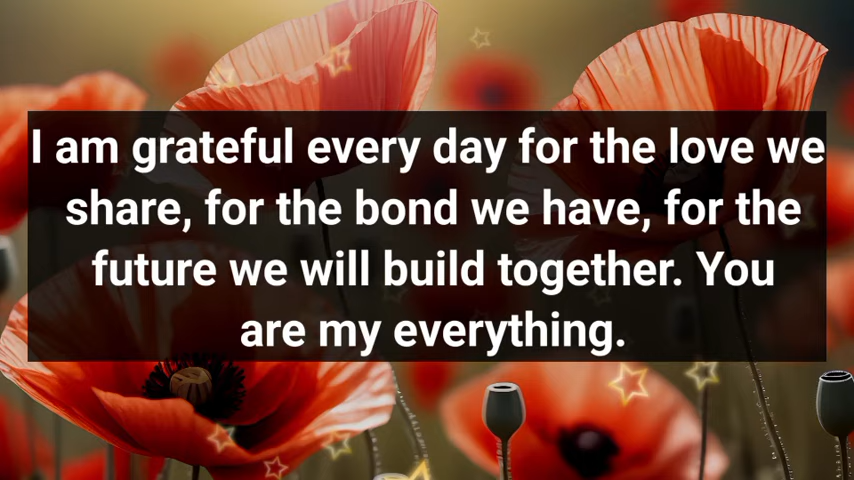 I am grateful every day for the love we
share, for the bond we have, for the
future we will build together. You
are my everything.